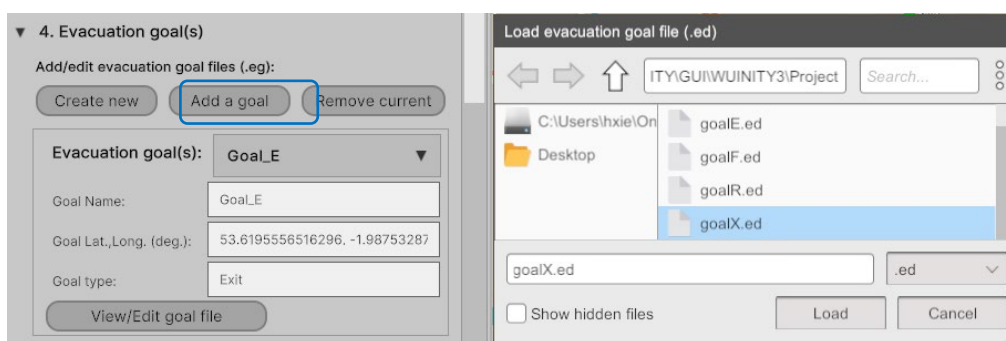 4. Evacuation goal(s)
Add/edit evacuation goal files (.eg):
Create new
Add a goal
Remove current
Evacuation goal(s):
Goal_E
Goal Name:
Goal_E
Goal Lat.,Long. (deg.):
53.6195556516296, -1.98753287
Goal type:
Exit
View/Edit goal file
Load evacuation goal file (.ed)
ITY\GUI\WUINITY3\Project
Search...
C:\Users\hxie\On
Desktop
goalE.ed
goalF.ed
goalR.ed
goalX.ed
goalX.ed
.ed
Show hidden files
Load
Cancel